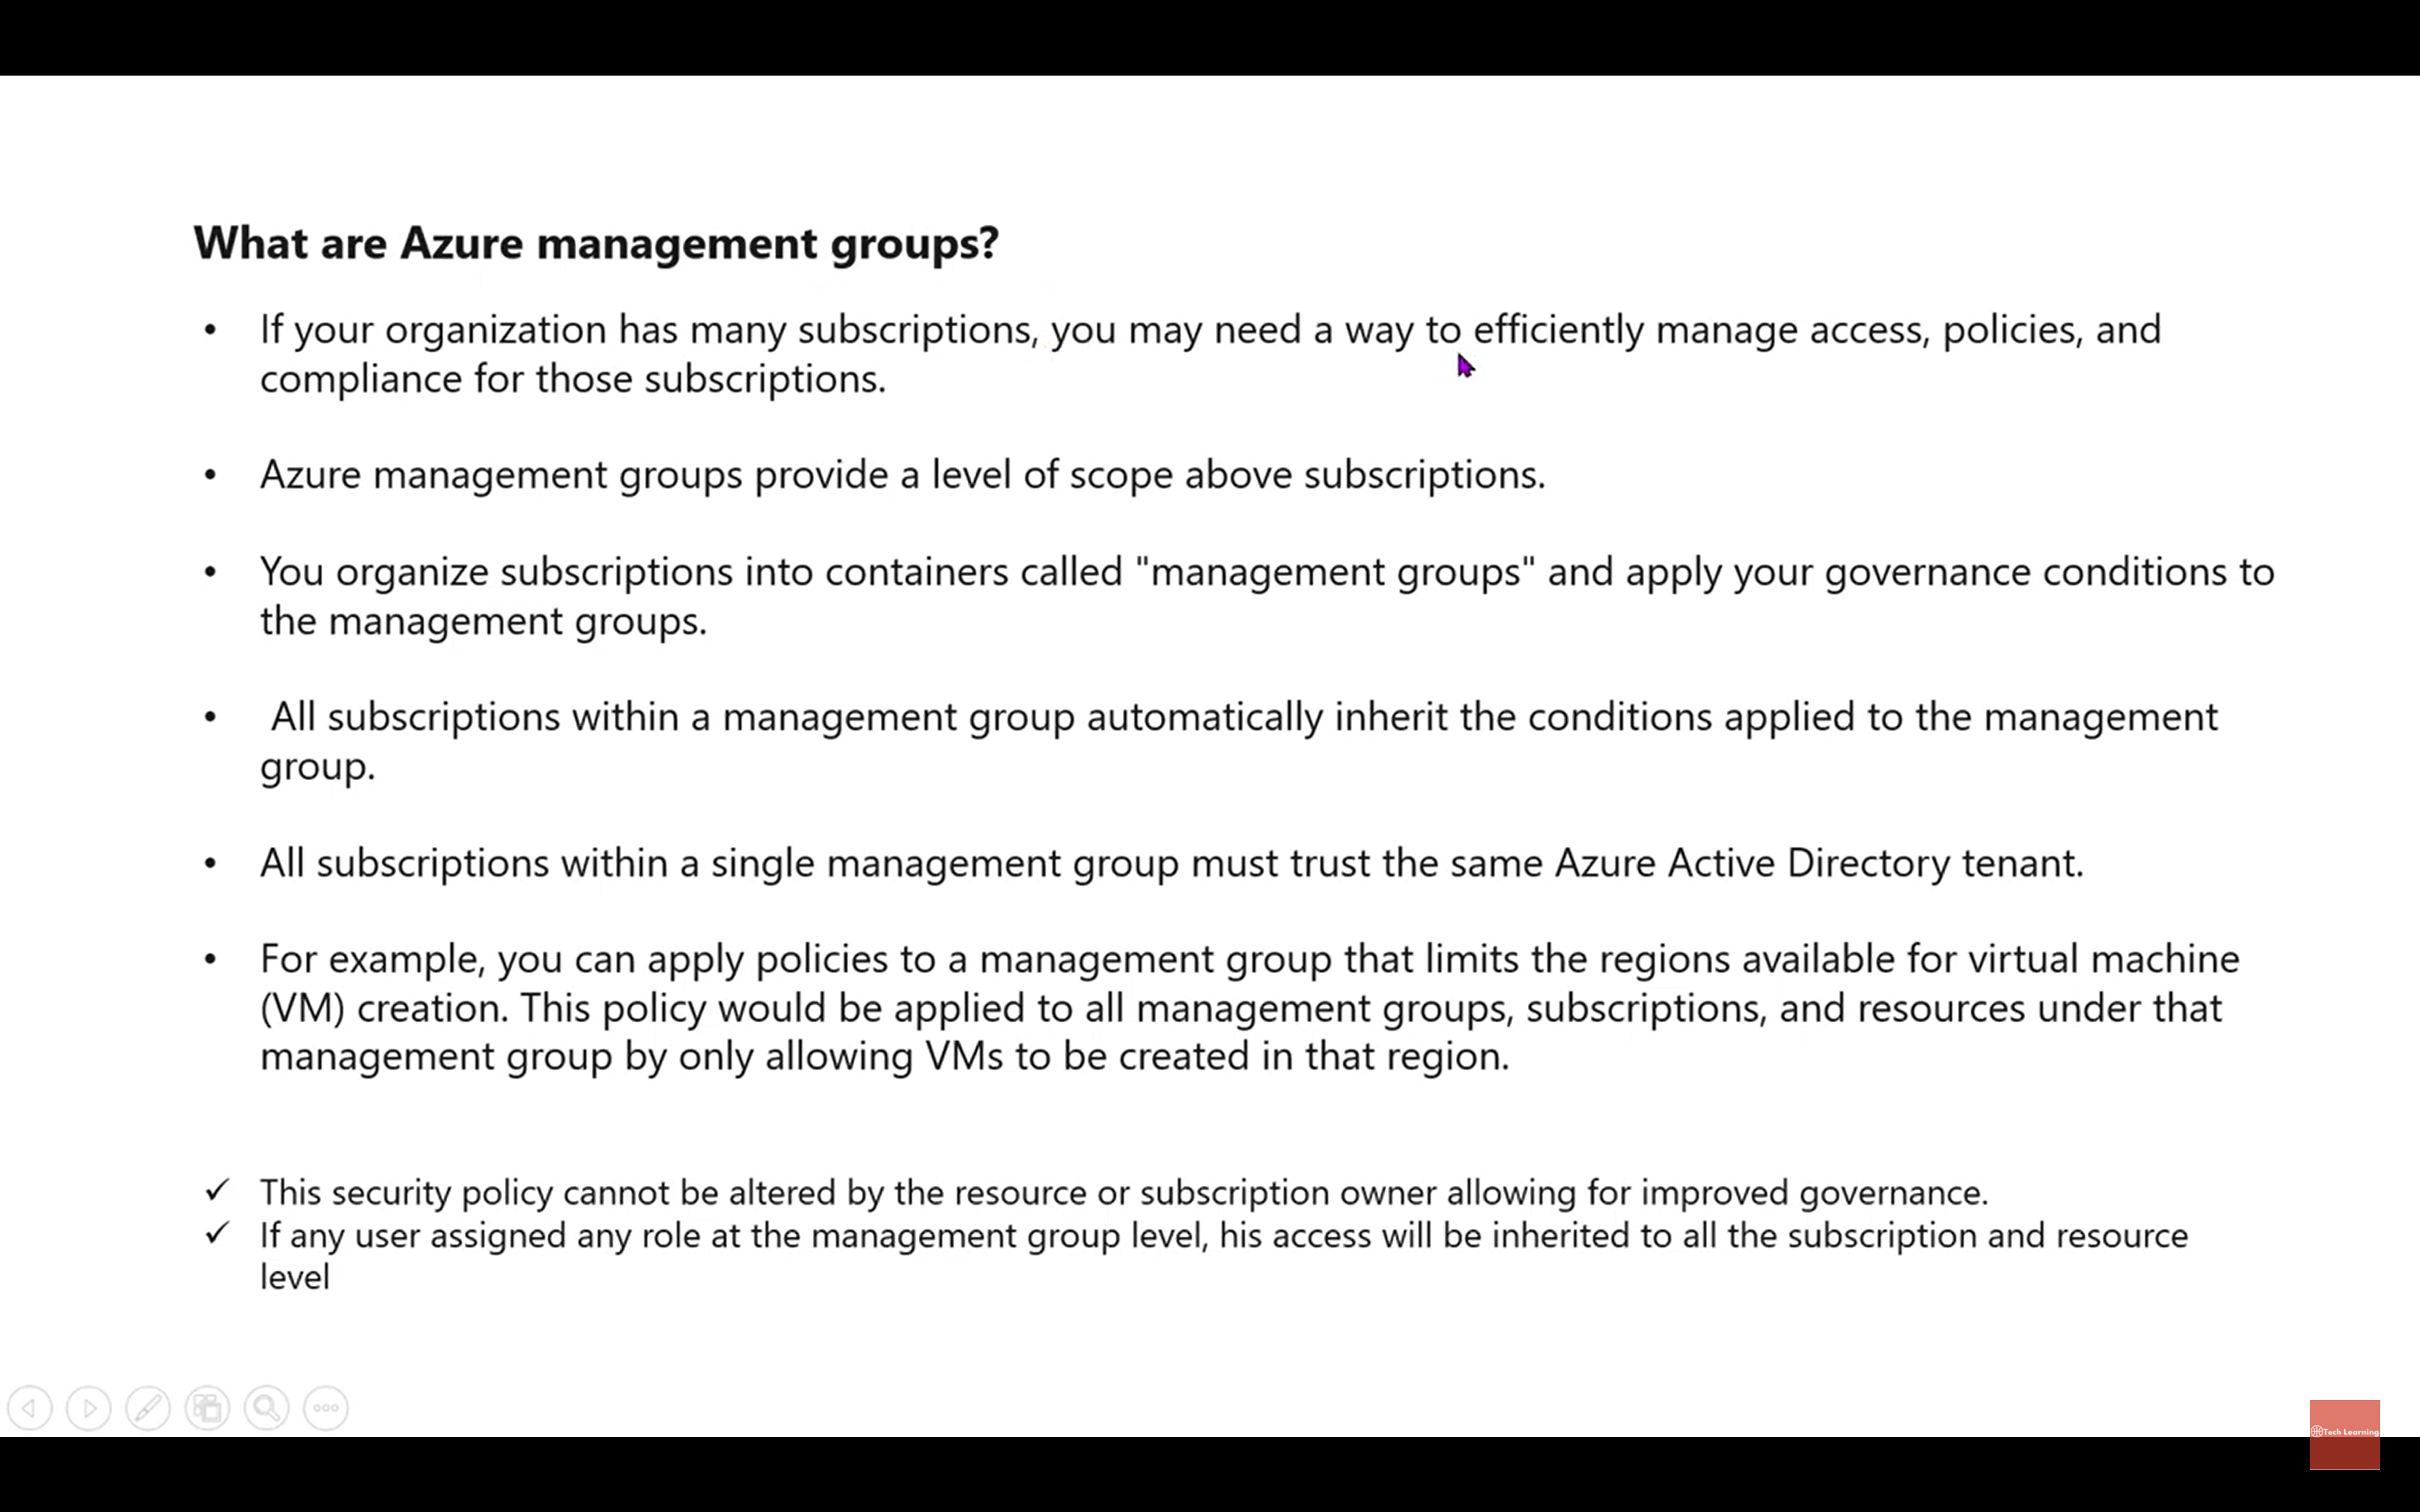 What are Azure management groups?
• If your organization has many subscriptions, you may need a way to efficiently manage access, policies, and
compliance for those subscriptions.
• Azure management groups provide a level of scope above subscriptions.
• You organize subscriptions into containers called "management groups" and apply your governance conditions to
the management groups.
• All subscriptions within a management group automatically inherit the conditions applied to the management
group.
• All subscriptions within a single management group must trust the same Azure Active Directory tenant.
• For example, you can apply policies to a management group that limits the regions available for virtual machine
(VM) creation. This policy would be applied to all management groups, subscriptions, and resources under that
management group by only allowing VMs to be created in that region.
✓ This security policy cannot be altered by the resource or subscription owner allowing for improved governance.
✓ If any user assigned any role at the management group level, his access will be inherited to all the subscription and resource
level
Tech Learning